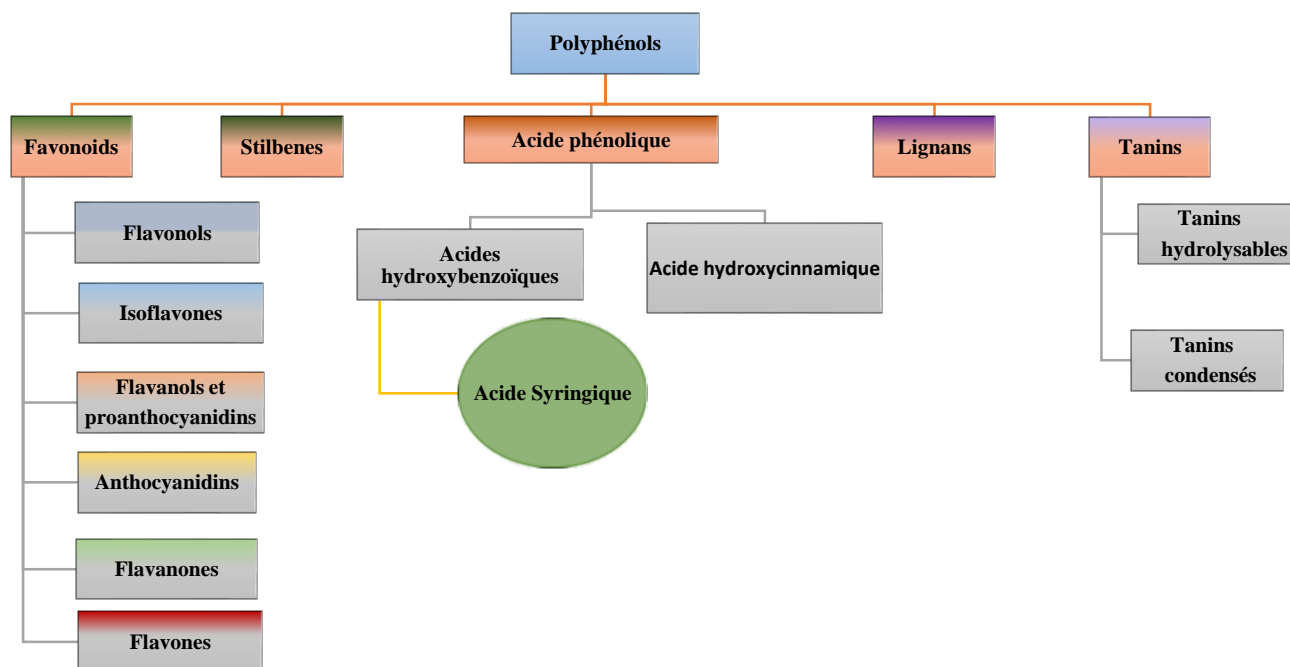 Polyphénols
Favonoids
Stilbenes
Acide phénolique
Lignans
Tanins
Flavonols
Isoflavones
Flavanols et
proanthocyanidins
Anthocyanidins
Flavanones
Flavones
Acides
hydroxybenzoïques
Acide hydroxycinnamique
Acide Syringique
Tanins
hydrolysables
Tanins
condensés